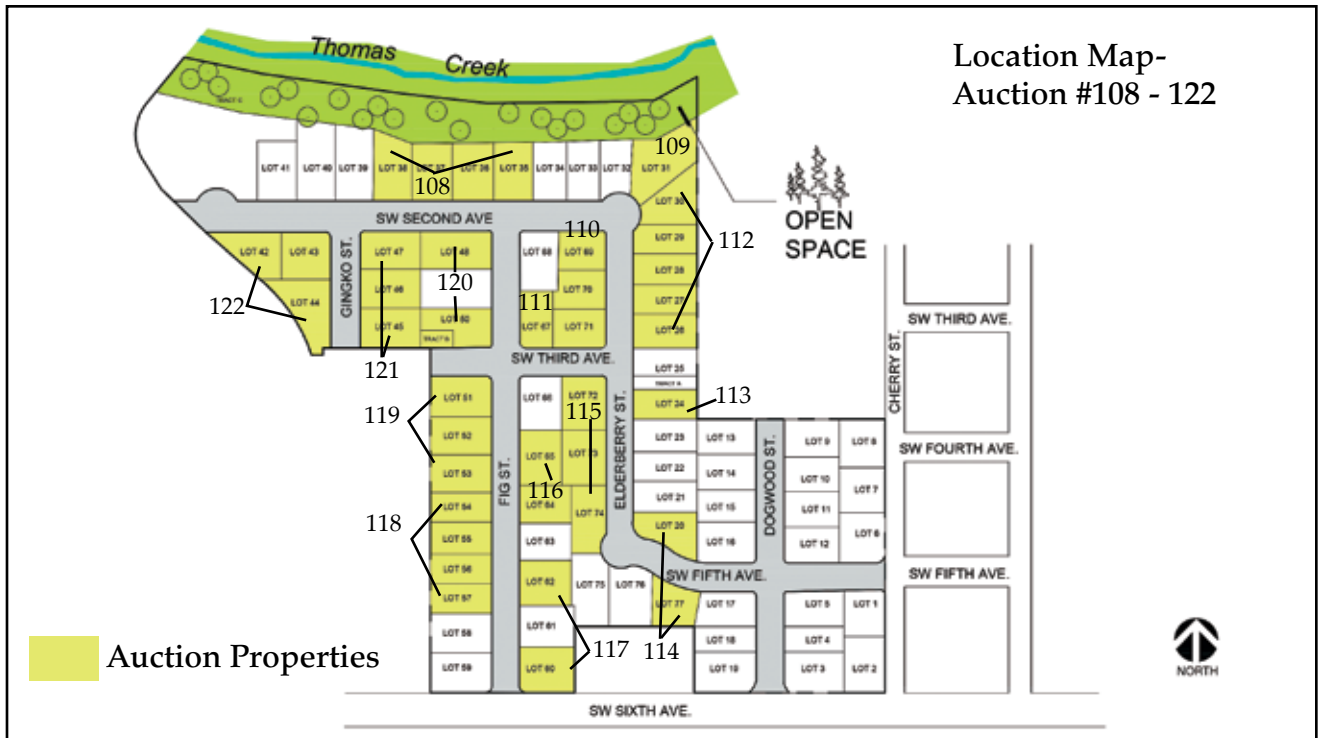 Thomas Creek
Location Map-
Auction #108 - 122
TRACT C
109
LOT 41
LOT 40
LOT 39
LOT 38
LOT 37
LOT 36
LOT 35
LOT 34
LOT 33
LOT 32
LOT 31
108
OPEN
SPACE
LOT 30
SW SECOND AVE
110
LOT 29
112
LOT 42
LOT 43
GINGKO ST.
LOT 47
LOT 48
LOT 68
LOT 69
LOT 28
120
LOT 46
LOT 70
122
LOT 44
111
LOT 27
LOT 45
LOT 50
LOT 67
LOT 71
LOT 26
SW THIRD AVE.
TRACT B
121
SW THIRD AVE.
LOT 25
TRACT A
CHERRY ST.
119
LOT 51
LOT 66
LOT 72
115
ELDERBERRY ST.
LOT 24
113
LOT 52
LOT 23
LOT 13
DOGWOOD ST.
LOT 9
LOT 8
SW FOURTH AVE.
LOT 53
FIG ST.
LOT 65
LOT 73
LOT 22
LOT 14
LOT 10
LOT 7
116
118
LOT 54
LOT 64
LOT 74
LOT 21
LOT 15
LOT 11
LOT 20
LOT 55
LOT 63
LOT 16
LOT 12
LOT 6
LOT 56
LOT 62
LOT 75
LOT 76
SW FIFTH AVE.
SW FIFTH AVE.
LOT 57
LOT 77
LOT 17
LOT 5
LOT 1
LOT 58
LOT 61
LOT 18
LOT 4
Auction Properties
117
114
LOT 59
LOT 60
LOT 19
LOT 3
LOT 2
NORTH
SW SIXTH AVE.